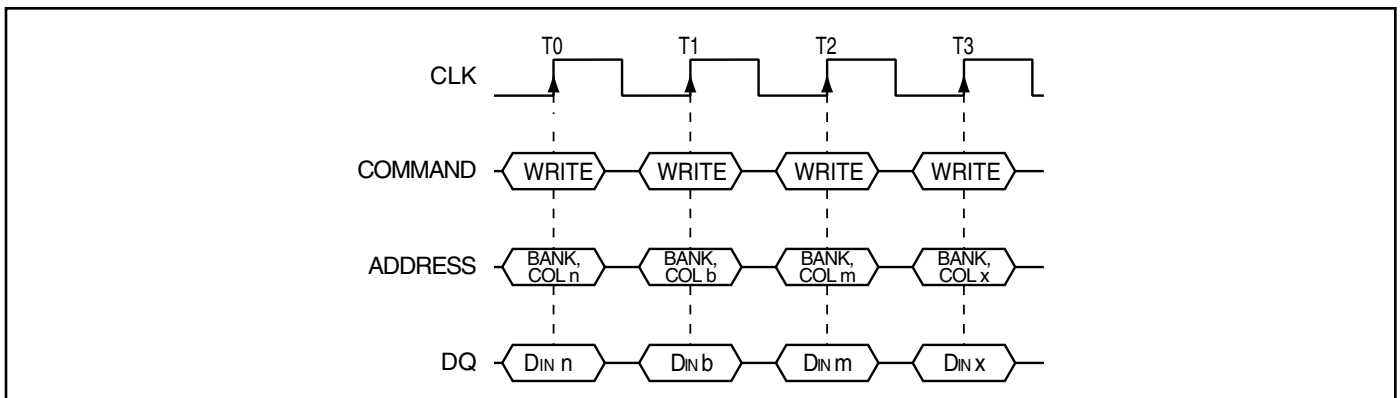 T0 T1 T2 T3
CLK
COMMAND WRITE WRITE WRITE WRITE
ADDRESS BANK, COL n BANK, COL b BANK, COL m BANK, COL x
DQ DIN n DIN b DIN m DIN x